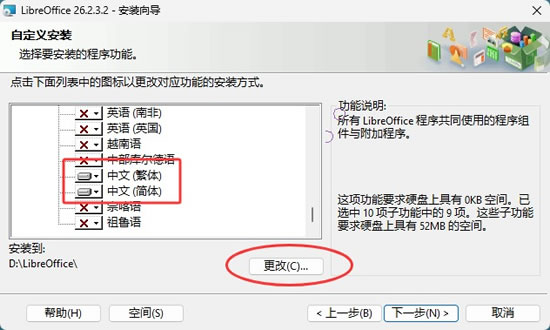 LibreOffice 26.2.3.2 - 安装向导
自定义安装
选择要安装的程序功能。
点击下面列表中的图标以更改对应功能的安装方式。
英语 (南非)
英语 (英国)
越南语
中部库尔德语
中文 (繁体)
中文 (简体)
宗喀语
祖鲁语
功能说明:
所有 LibreOffice 程序共同使用的程序组
件与附加程序。
这项功能要求硬盘上具有 0KB 空间。已
选中 10 项子功能中的 9 项。这些子功能
要求硬盘上具有 52MB 的空间。
安装到:
D:\LibreOffice\
更改(C)...
帮助(H)
空间(S)
< 上一步(B)
下一步(N) >
取消